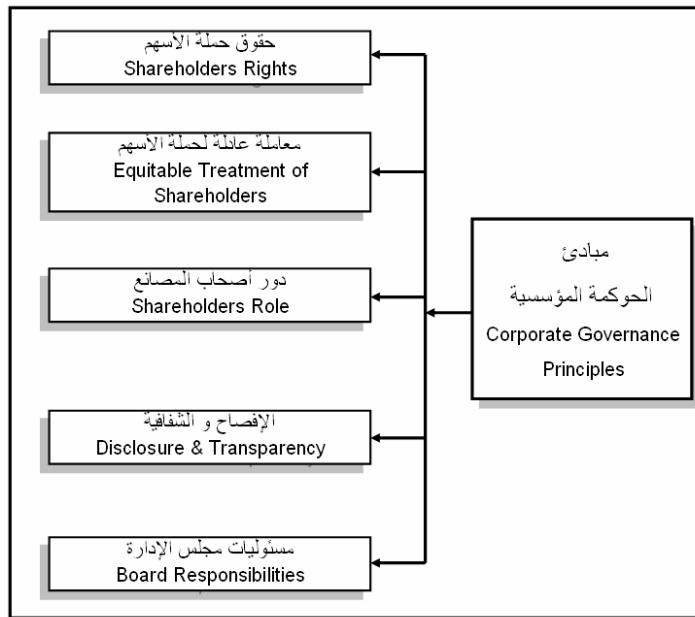 حقوق حملة الأسهم
Shareholders Rights
معاملة عادلة لحملة الأسهم
Equitable Treatment of
Shareholders
دور أصحاب المصانع
Shareholders Role
الإفصاح و الشفافية
Disclosure & Transparency
مسئوليات مجلس الإدارة
Board Responsibilities
مبادئ
الحوكمة المؤسسية
Corporate Governance
Principles